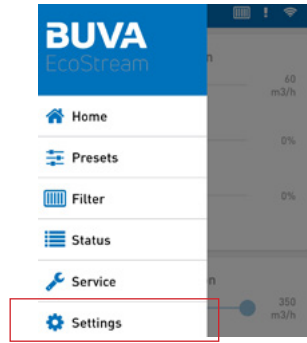 BUVA
EcoStream
n
60
m3/h
Home
0%
Presets
Filter
0%
Status
Service
n
350
m3/h
Settings